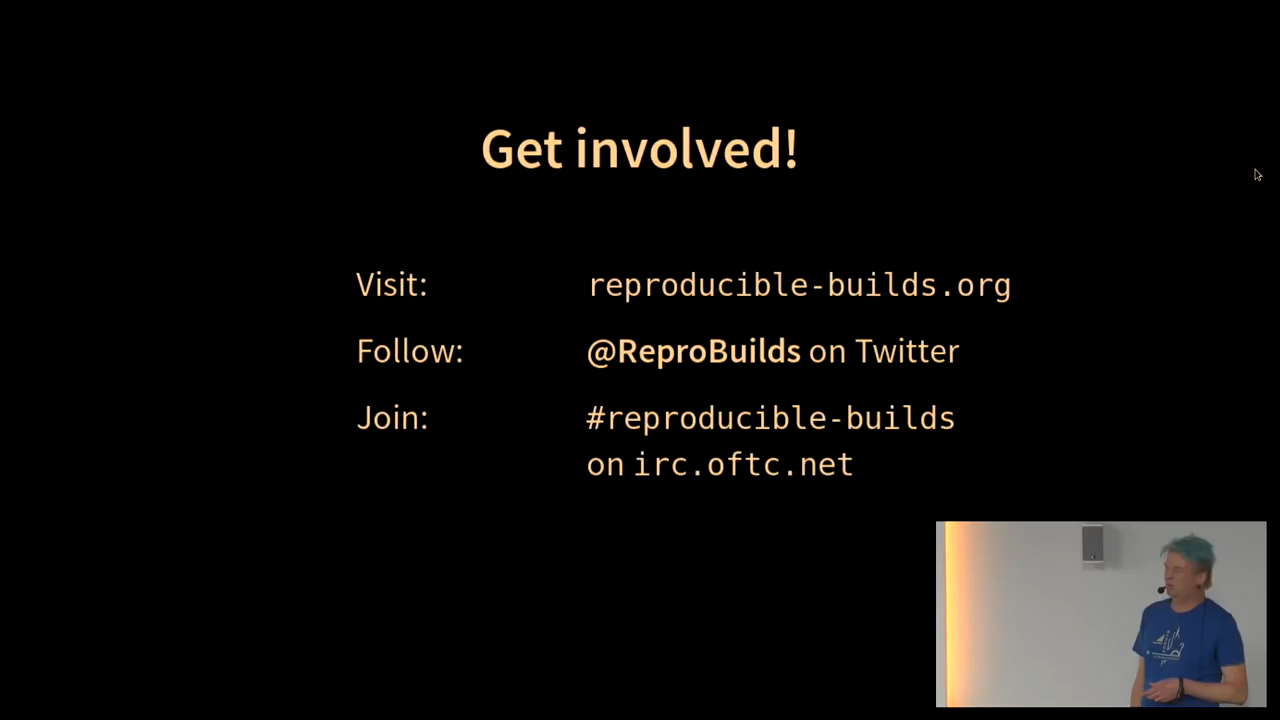 Get involved!
Visit: reproducible-builds.org
Follow: @ReproBuilds on Twitter
Join: #reproducible-builds
on irc.oftc.net